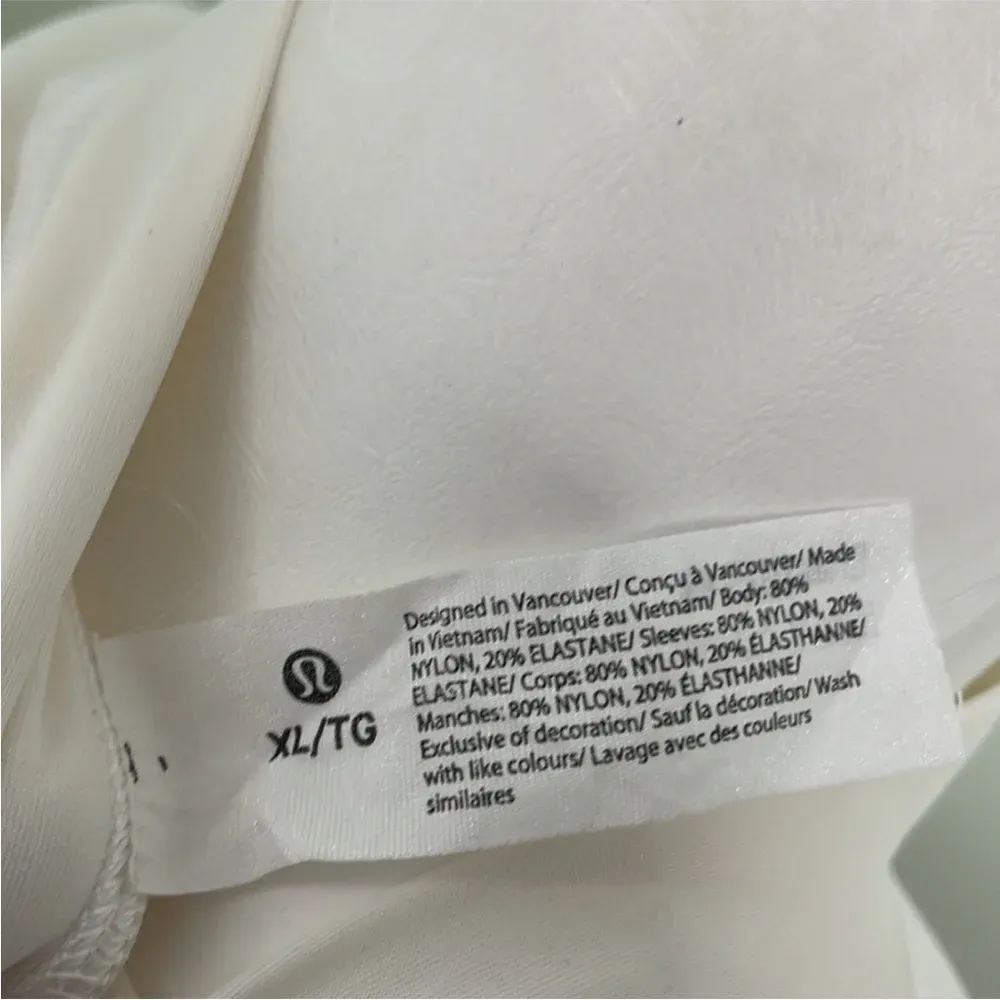 XL/TG
Designed in Vancouver/ Conçu à Vancouver/ Made
in Vietnam/ Fabriqué au Vietnam/ Body: 80%
NYLON, 20% ELASTANE/ Sleeves: 80% NYLON, 20%
ELASTANE/ Corps: 80% NYLON, 20% ÉLASTHANNE/
Manches: 80% NYLON, 20% ÉLASTHANNE/
Exclusive of decoration/ Sauf la décoration/ Wash
with like colours/ Lavage avec des couleurs
similaires